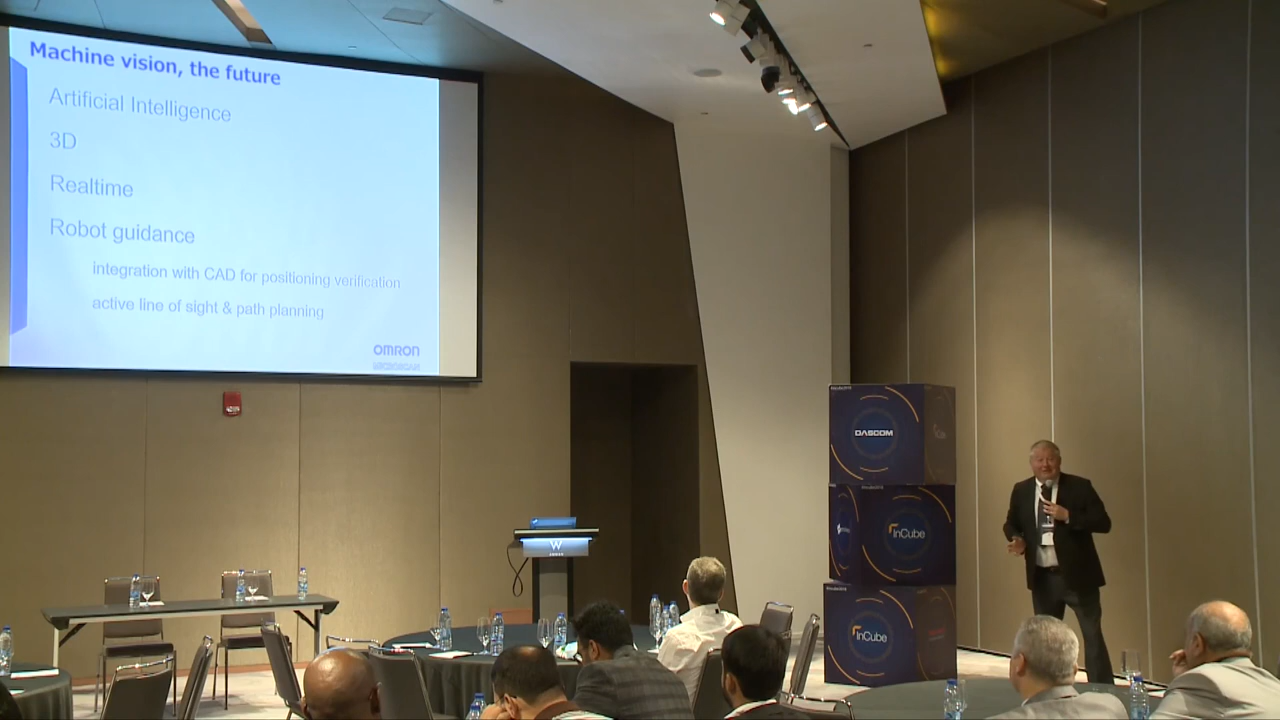 Machine vision, the future
Artificial Intelligence
3D
Realtime
Robot guidance
integration with CAD for positioning verification
active line of sight & path planning
OMRON
MICROSCAN
DASCOM
inCube
inCube
W